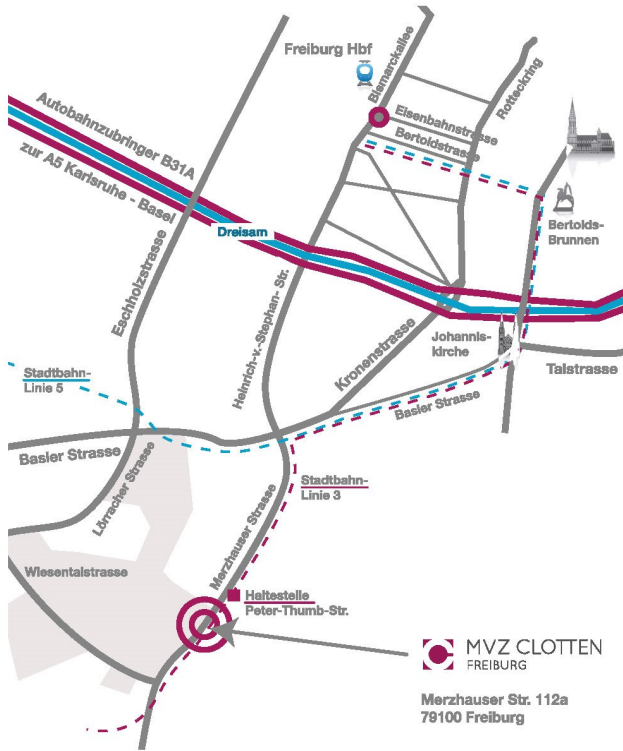 Freiburg Hbf
Bismarckallee
Rotteckring
Eisenbahnstrasse
Bertoldstrasse
Autobahnzubringer B31A
zur A5 Karlsruhe - Basel
Dreisam
Bertolds-
Brunnen
Eschholzstrasse
Heinrich-v.-Stephan- Str.
Kronenstrasse
Johannis-
kirche
Talstrasse
Stadtbahn-
Linie 5
Basler Strasse
Basler Strasse
Lörracher Strasse
Stadtbahn-
Linie 3
Merzhauser Strasse
Wiesentalstrasse
Haltestelle
Peter-Thumb-Str.
MVZ CLOTTEN
FREIBURG
Merzhauser Str. 112a
79100 Freiburg